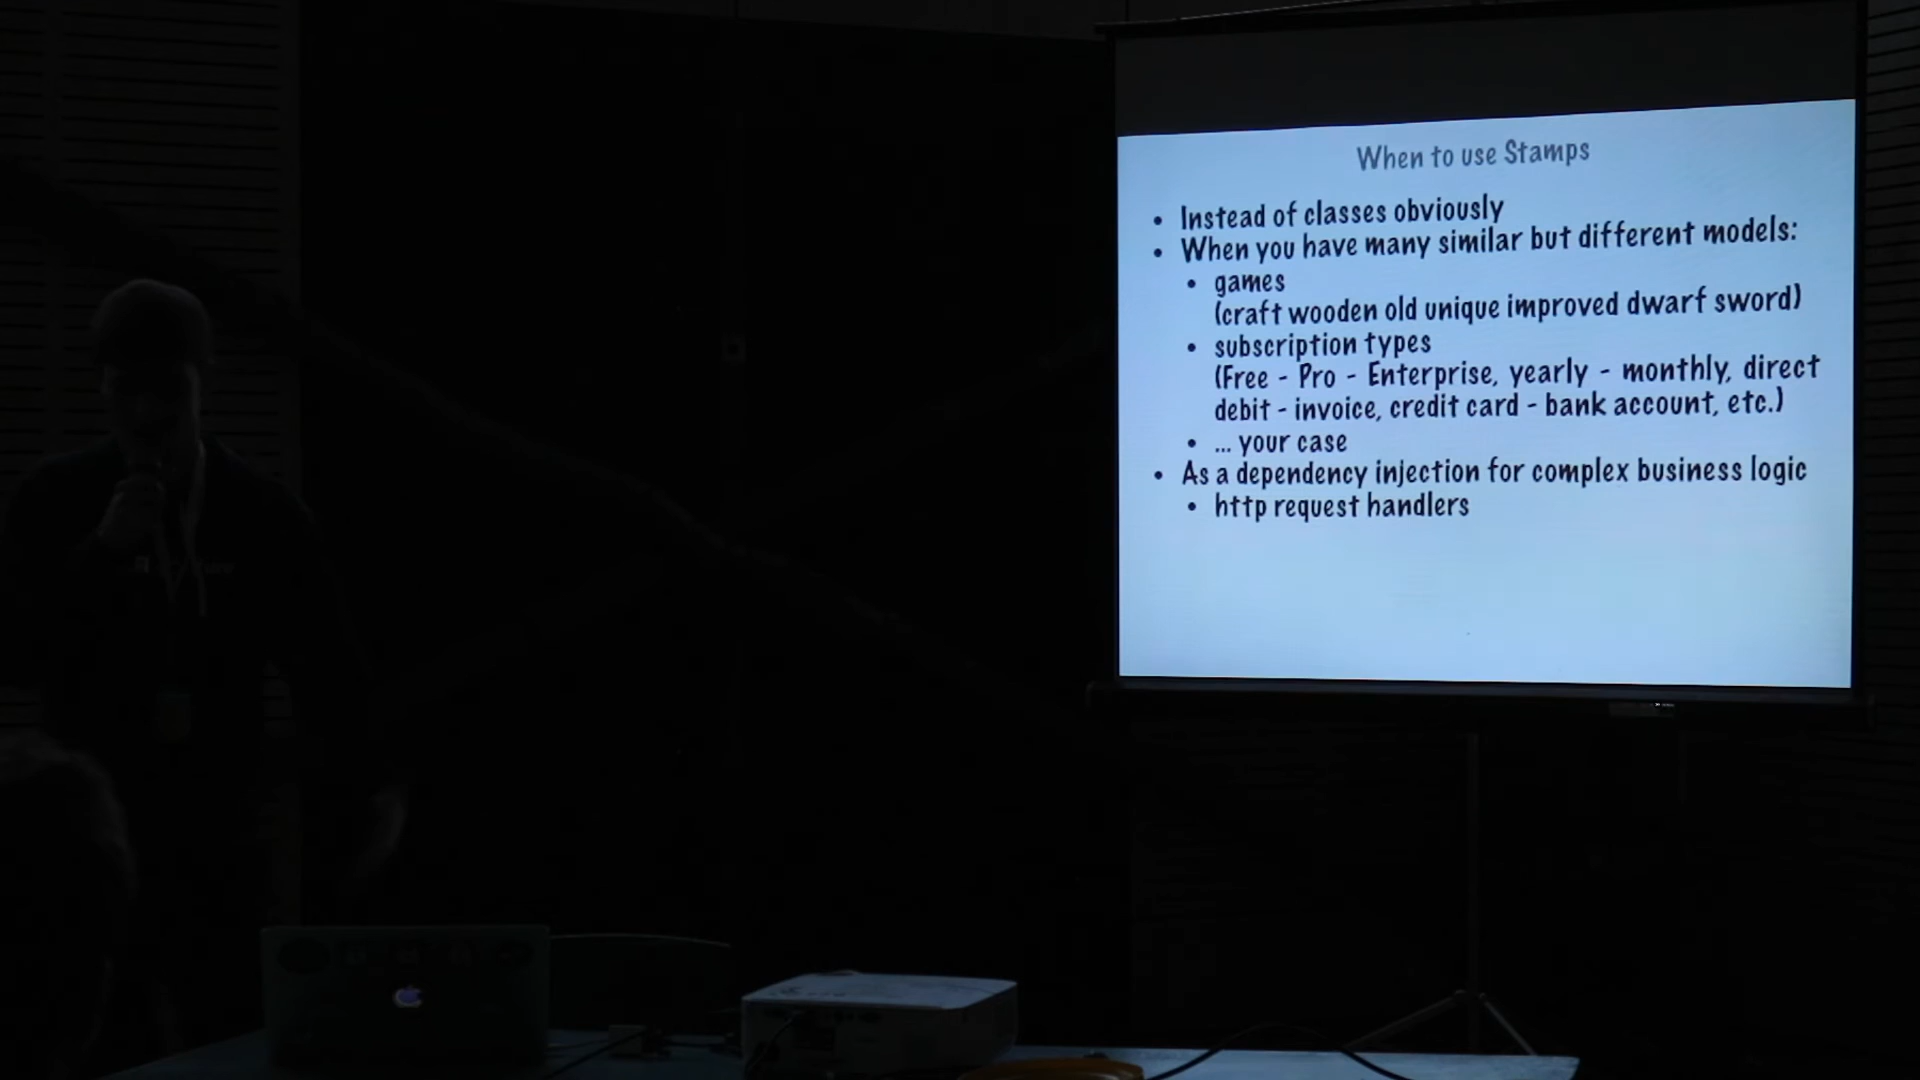 When to use Stamps
• Instead of classes obviously
• When you have many similar but different models:
• games
(craft wooden old unique improved dwarf sword)
• subscription types
(Free - Pro - Enterprise, yearly - monthly, direct
debit - invoice, credit card - bank account, etc.)
• ... your case
• As a dependency injection for complex business logic
• http request handlers